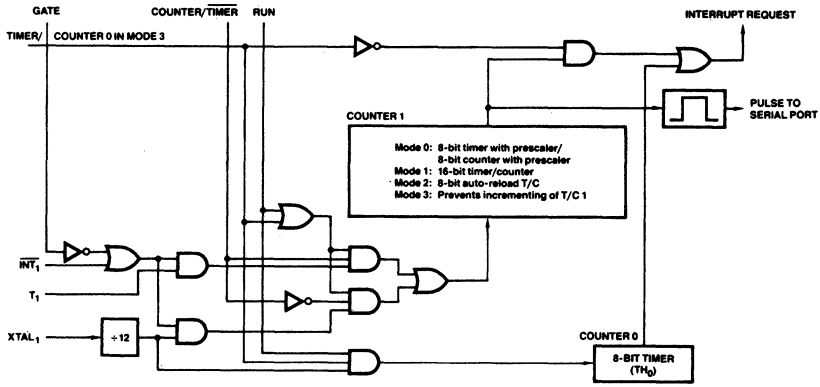 GATE
COUNTER/TIMER
RUN
TIMER/ COUNTER 0 IN MODE 3
INTERRUPT REQUEST
PULSE TO
SERIAL PORT
COUNTER 1
Mode 0: 8-bit timer with prescaler/
8-bit counter with prescaler
Mode 1: 16-bit timer/counter
Mode 2: 8-bit auto-reload T/C
Mode 3: Prevents incrementing of T/C 1
INT1
T1
XTAL1
÷12
COUNTER 0
8-BIT TIMER
(TH0)